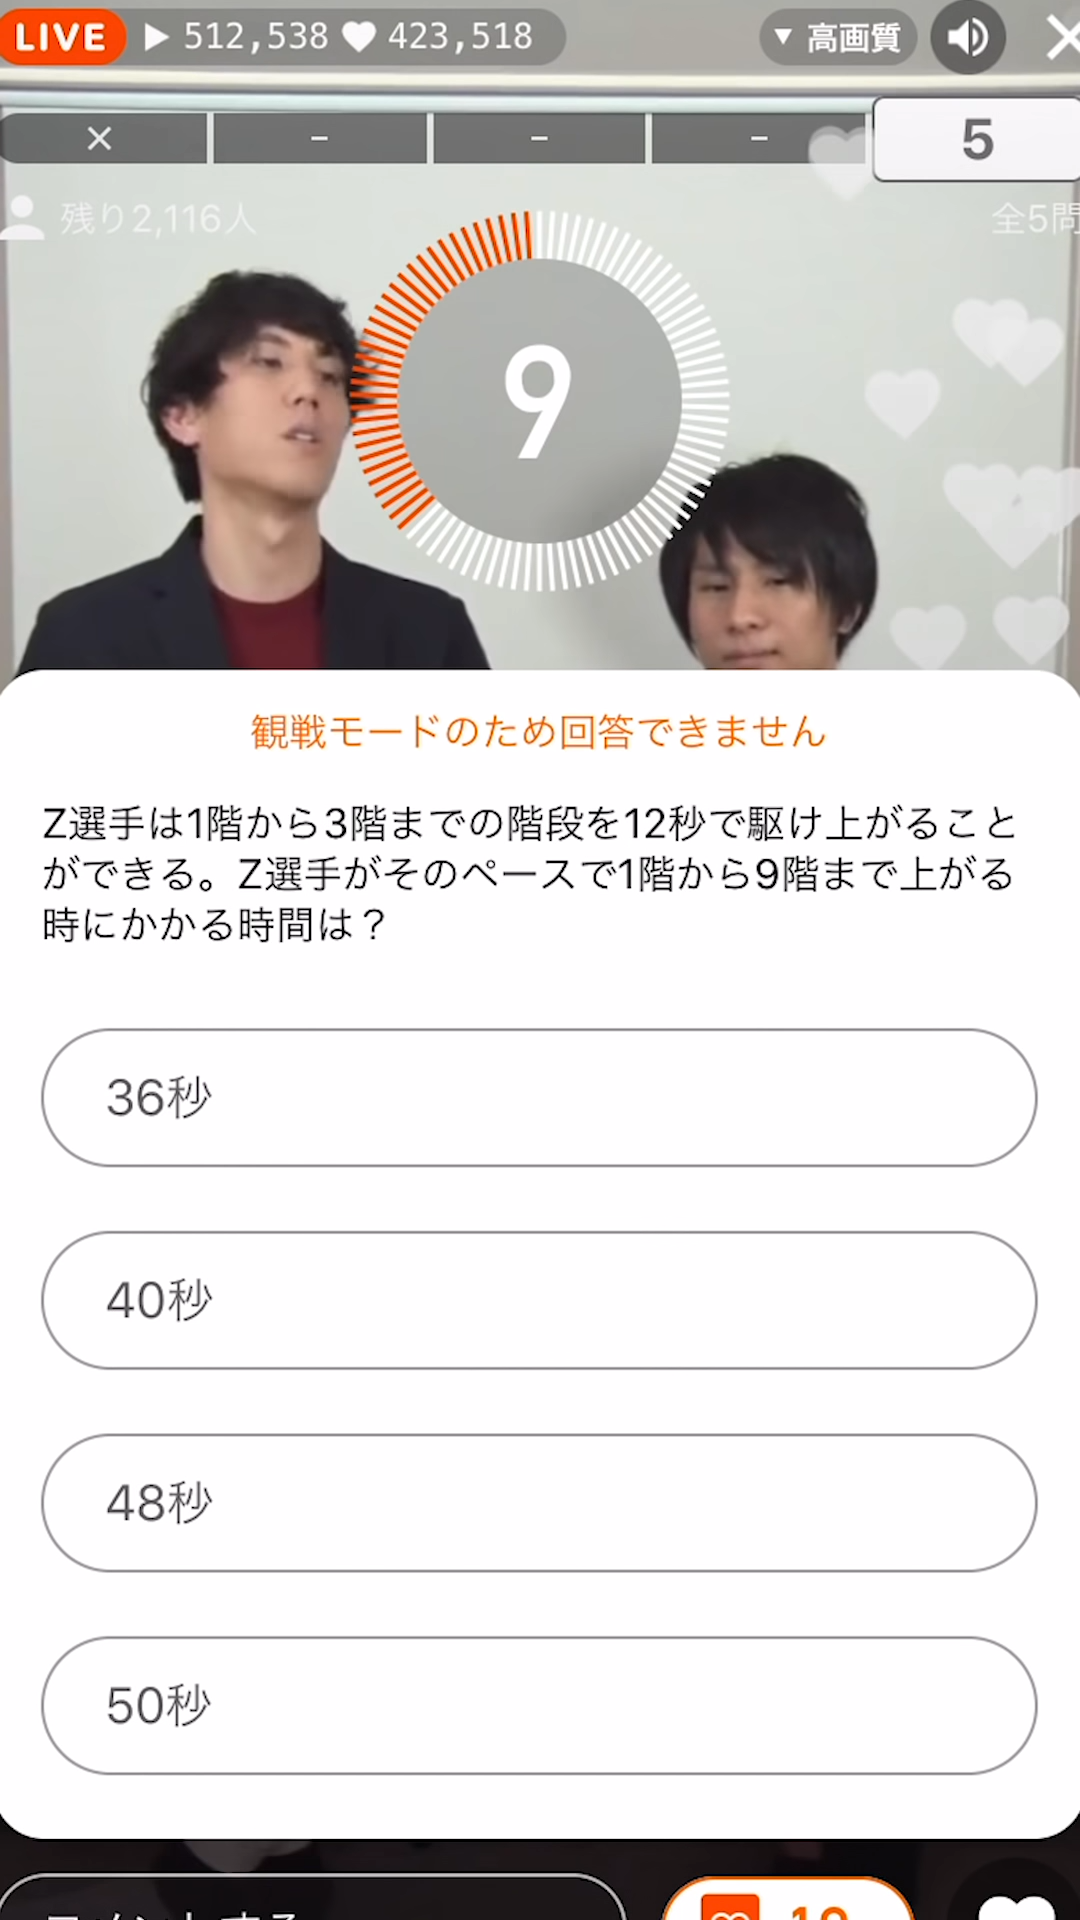 LIVE ▶ 512,538 ♥ 423,518 ▼ 高画質 ×
× － － － 5
残り2,116人 全5問
9
観戦モードのため回答できません
Z選手は1階から3階までの階段を12秒で駆け上がること
ができる。Z選手がそのペースで1階から9階まで上がる
時にかかる時間は？
36秒
40秒
48秒
50秒